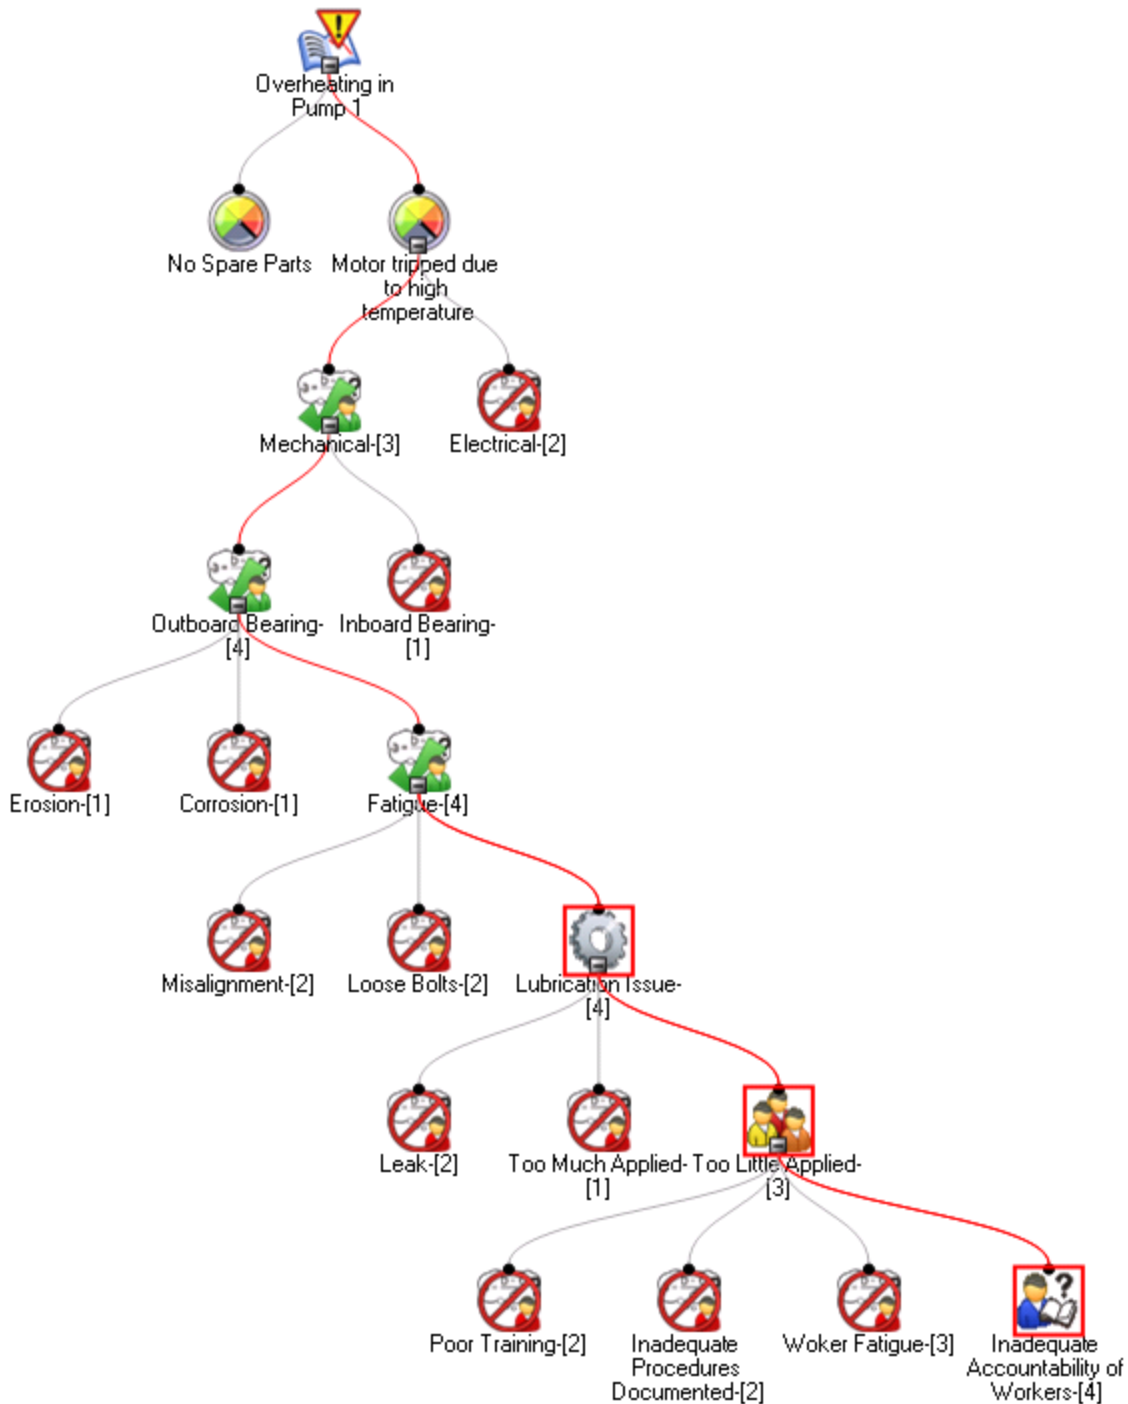 Overheating in
Pump 1
No Spare Parts
Motor tripped due
to high
temperature
Mechanical-[3]
Electrical-[2]
Outboard Bearing-
[4]
Inboard Bearing-
[1]
Erosion-[1]
Corrosion-[1]
Fatigue-[4]
Misalignment-[2]
Loose Bolts-[2]
Lubrication Issue-
[4]
Leak-[2]
Too Much Applied-
[1]
Too Little Applied-
[3]
Poor Training-[2]
Inadequate
Procedures
Documented-[2]
Woker Fatigue-[3]
Inadequate
Accountability of
Workers-[4]